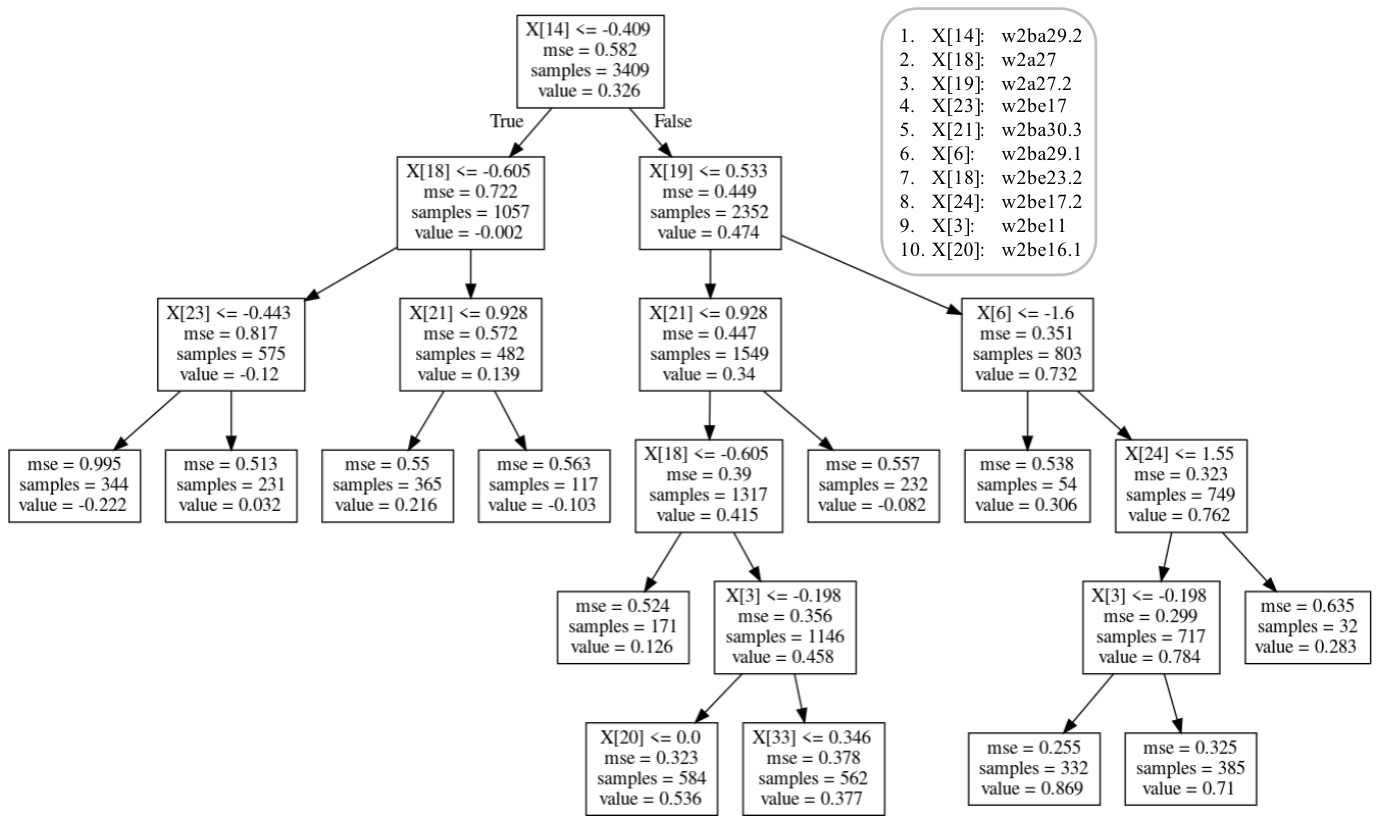 X[14] <= -0.409
mse = 0.582
samples = 3409
value = 0.326
True
False
1. X[14]: w2ba29.2
2. X[18]: w2a27
3. X[19]: w2a27.2
4. X[23]: w2be17
5. X[21]: w2ba30.3
6. X[6]: w2ba29.1
7. X[18]: w2be23.2
8. X[24]: w2be17.2
9. X[3]: w2be11
10. X[20]: w2be16.1
X[18] <= -0.605
mse = 0.722
samples = 1057
value = -0.002
X[19] <= 0.533
mse = 0.449
samples = 2352
value = 0.474
X[23] <= -0.443
mse = 0.817
samples = 575
value = -0.12
X[21] <= 0.928
mse = 0.572
samples = 482
value = 0.139
X[21] <= 0.928
mse = 0.447
samples = 1549
value = 0.34
X[6] <= -1.6
mse = 0.351
samples = 803
value = 0.732
mse = 0.995
samples = 344
value = -0.222
mse = 0.513
samples = 231
value = 0.032
mse = 0.55
samples = 365
value = 0.216
mse = 0.563
samples = 117
value = -0.103
X[18] <= -0.605
mse = 0.39
samples = 1317
value = 0.415
mse = 0.557
samples = 232
value = -0.082
mse = 0.538
samples = 54
value = 0.306
X[24] <= 1.55
mse = 0.323
samples = 749
value = 0.762
mse = 0.524
samples = 171
value = 0.126
X[3] <= -0.198
mse = 0.356
samples = 1146
value = 0.458
X[3] <= -0.198
mse = 0.299
samples = 717
value = 0.784
mse = 0.635
samples = 32
value = 0.283
X[20] <= 0.0
mse = 0.323
samples = 584
value = 0.536
X[33] <= 0.346
mse = 0.378
samples = 562
value = 0.377
mse = 0.255
samples = 332
value = 0.869
mse = 0.325
samples = 385
value = 0.71